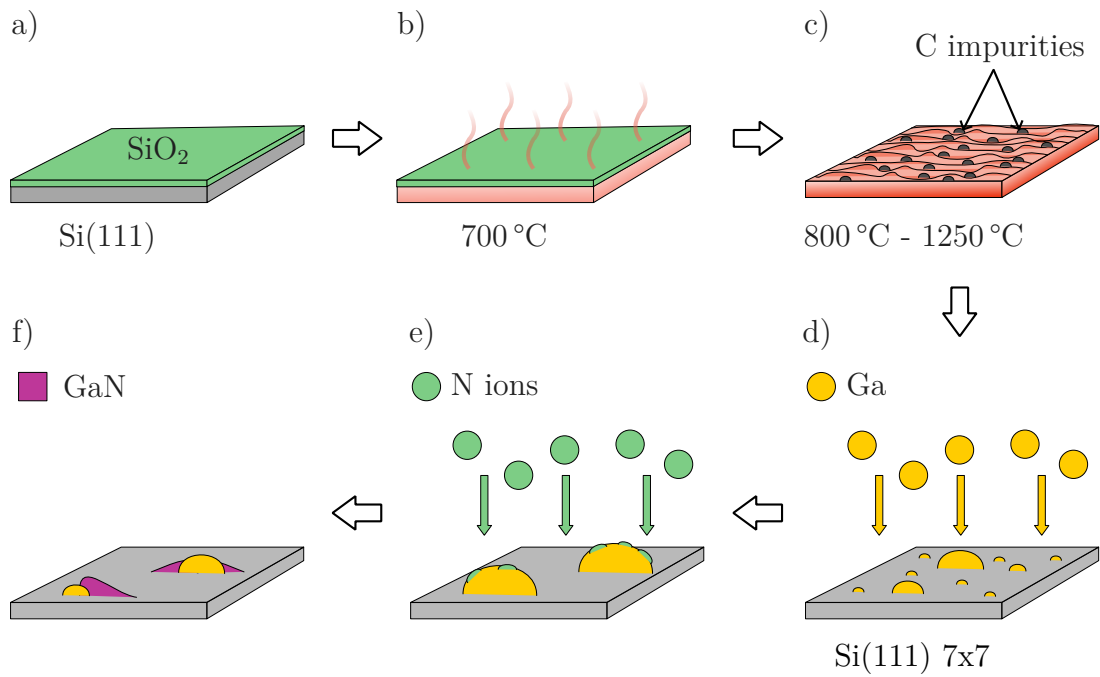 a)
b)
c)
C impurities
SiO₂
Si(111)
700 °C
800 °C - 1250 °C
f)
e)
d)
GaN
N ions
Ga
Si(111) 7x7